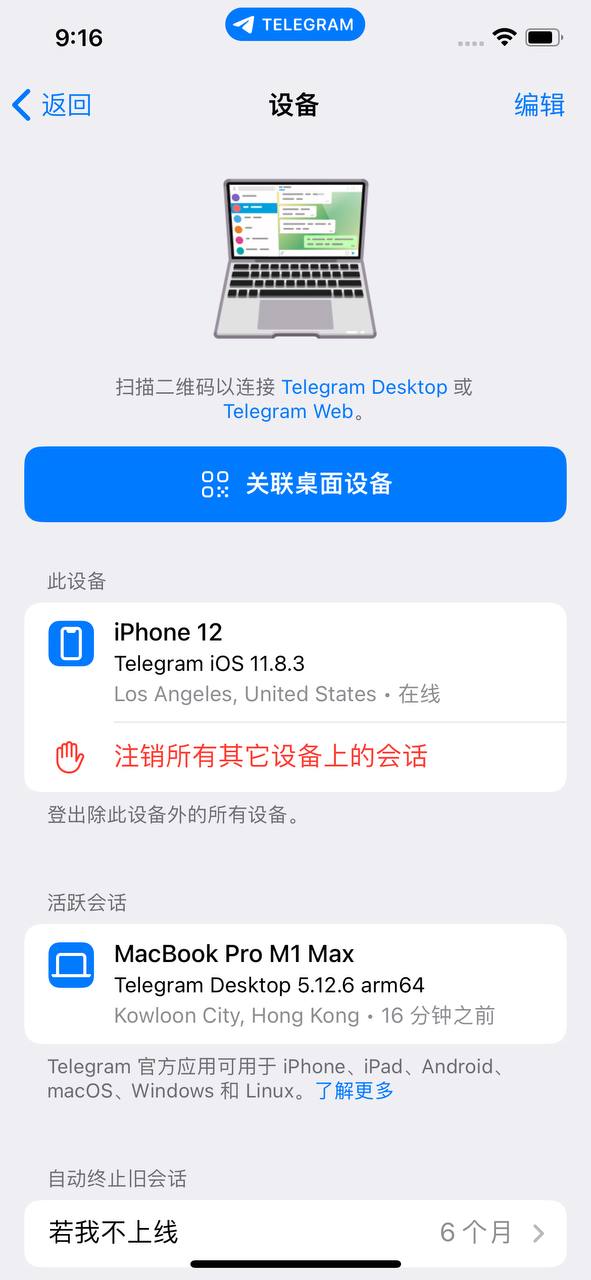 9:16
TELEGRAM
返回
设备
编辑
扫描二维码以连接 Telegram Desktop 或
Telegram Web。
关联桌面设备
此设备
iPhone 12
Telegram iOS 11.8.3
Los Angeles, United States • 在线
注销所有其它设备上的会话
登出除此设备外的所有设备。
活跃会话
MacBook Pro M1 Max
Telegram Desktop 5.12.6 arm64
Kowloon City, Hong Kong • 16 分钟之前
Telegram 官方应用可用于 iPhone、iPad、Android、
macOS、Windows 和 Linux。了解更多
自动终止旧会话
若我不上线
6 个月